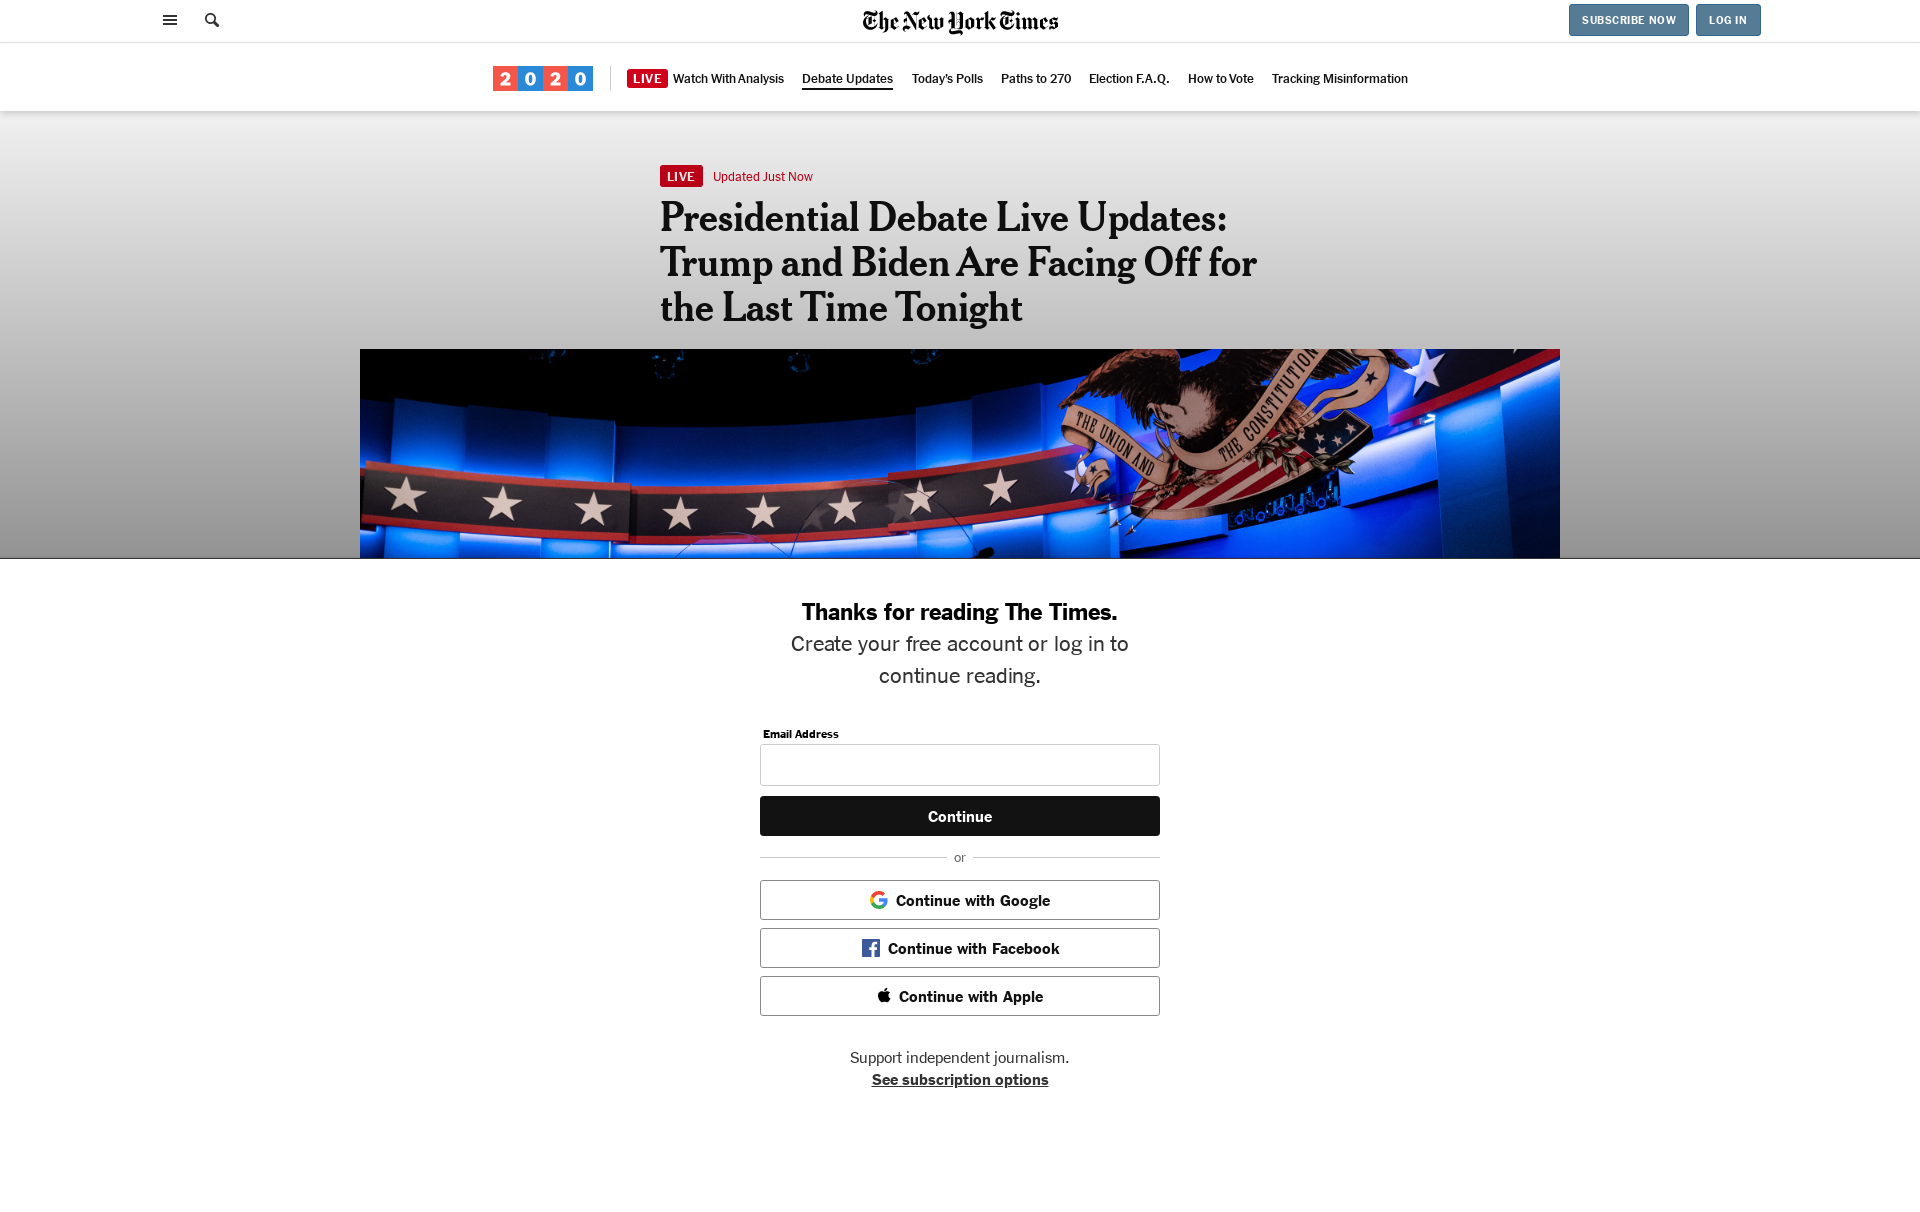 The New York Times
SUBSCRIBE NOW
LOG IN
2020
LIVE Watch With Analysis
Debate Updates
Today's Polls
Paths to 270
Election F.A.Q.
How to Vote
Tracking Misinformation
LIVE Updated Just Now
Presidential Debate Live Updates:
Trump and Biden Are Facing Off for
the Last Time Tonight
THE UNION AND
THE CONSTITUTION
Thanks for reading The Times.
Create your free account or log in to
continue reading.
Email Address
Continue
or
Continue with Google
Continue with Facebook
Continue with Apple
Support independent journalism.
See subscription options